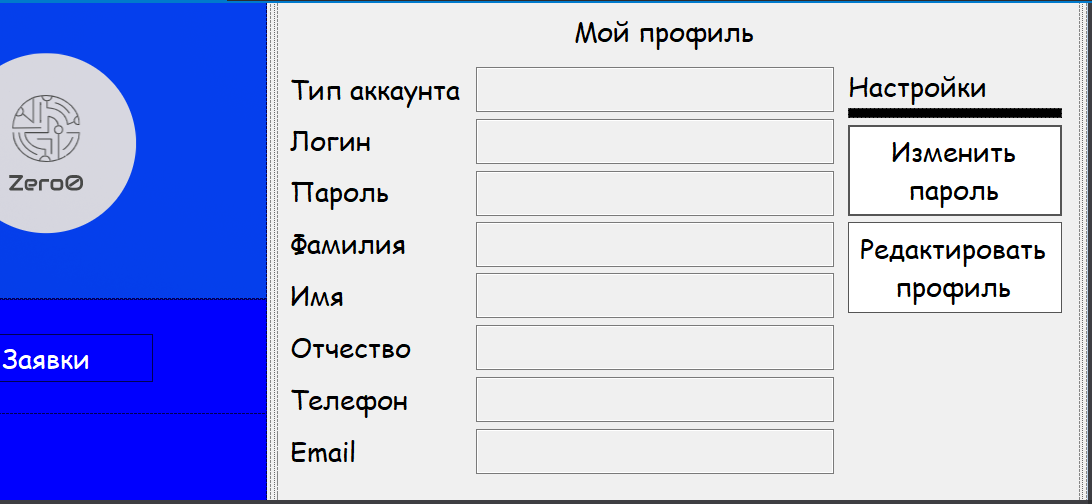 Мой профиль
Zero0
Заявки
Тип аккаунта
Логин
Пароль
Фамилия
Имя
Отчество
Телефон
Email
Настройки
Изменить
пароль
Редактировать
профиль